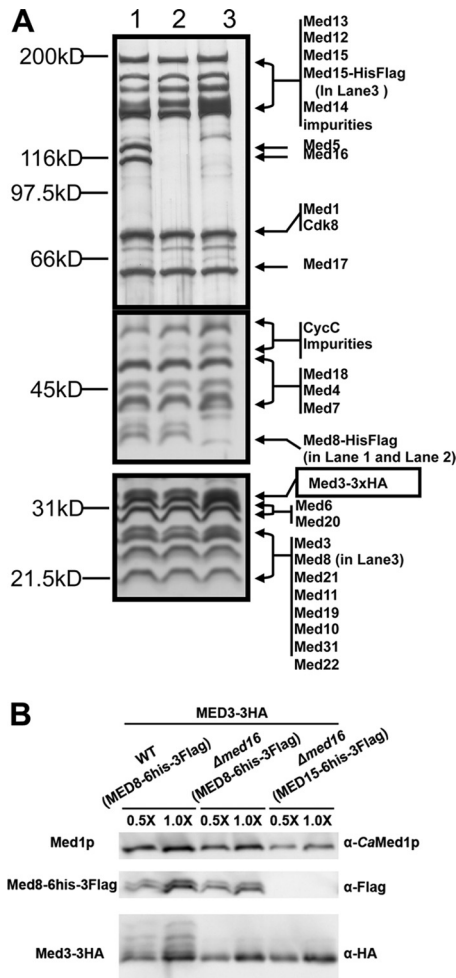 A
1 2 3
200kD
116kD
97.5kD
66kD
45kD
31kD
21.5kD
Med13
Med12
Med15
Med15-HisFlag
(In Lane3 )
Med14
impurities
Med5
Med16
Med1
Cdk8
Med17
CycC
Impurities
Med18
Med4
Med7
Med8-HisFlag
(in Lane 1 and Lane 2)
Med3-3xHA
Med6
Med20
Med3
Med8 (in Lane3)
Med21
Med11
Med19
Med10
Med31
Med22
B
MED3-3HA
WT
(MED8-6his-3Flag)
Δmed16
(MED8-6his-3Flag)
Δmed16
(MED15-6his-3Flag)
0.5X 1.0X 0.5X 1.0X 0.5X 1.0X
Med1p α-CaMed1p
Med8-6his-3Flag α-Flag
Med3-3HA α-HA